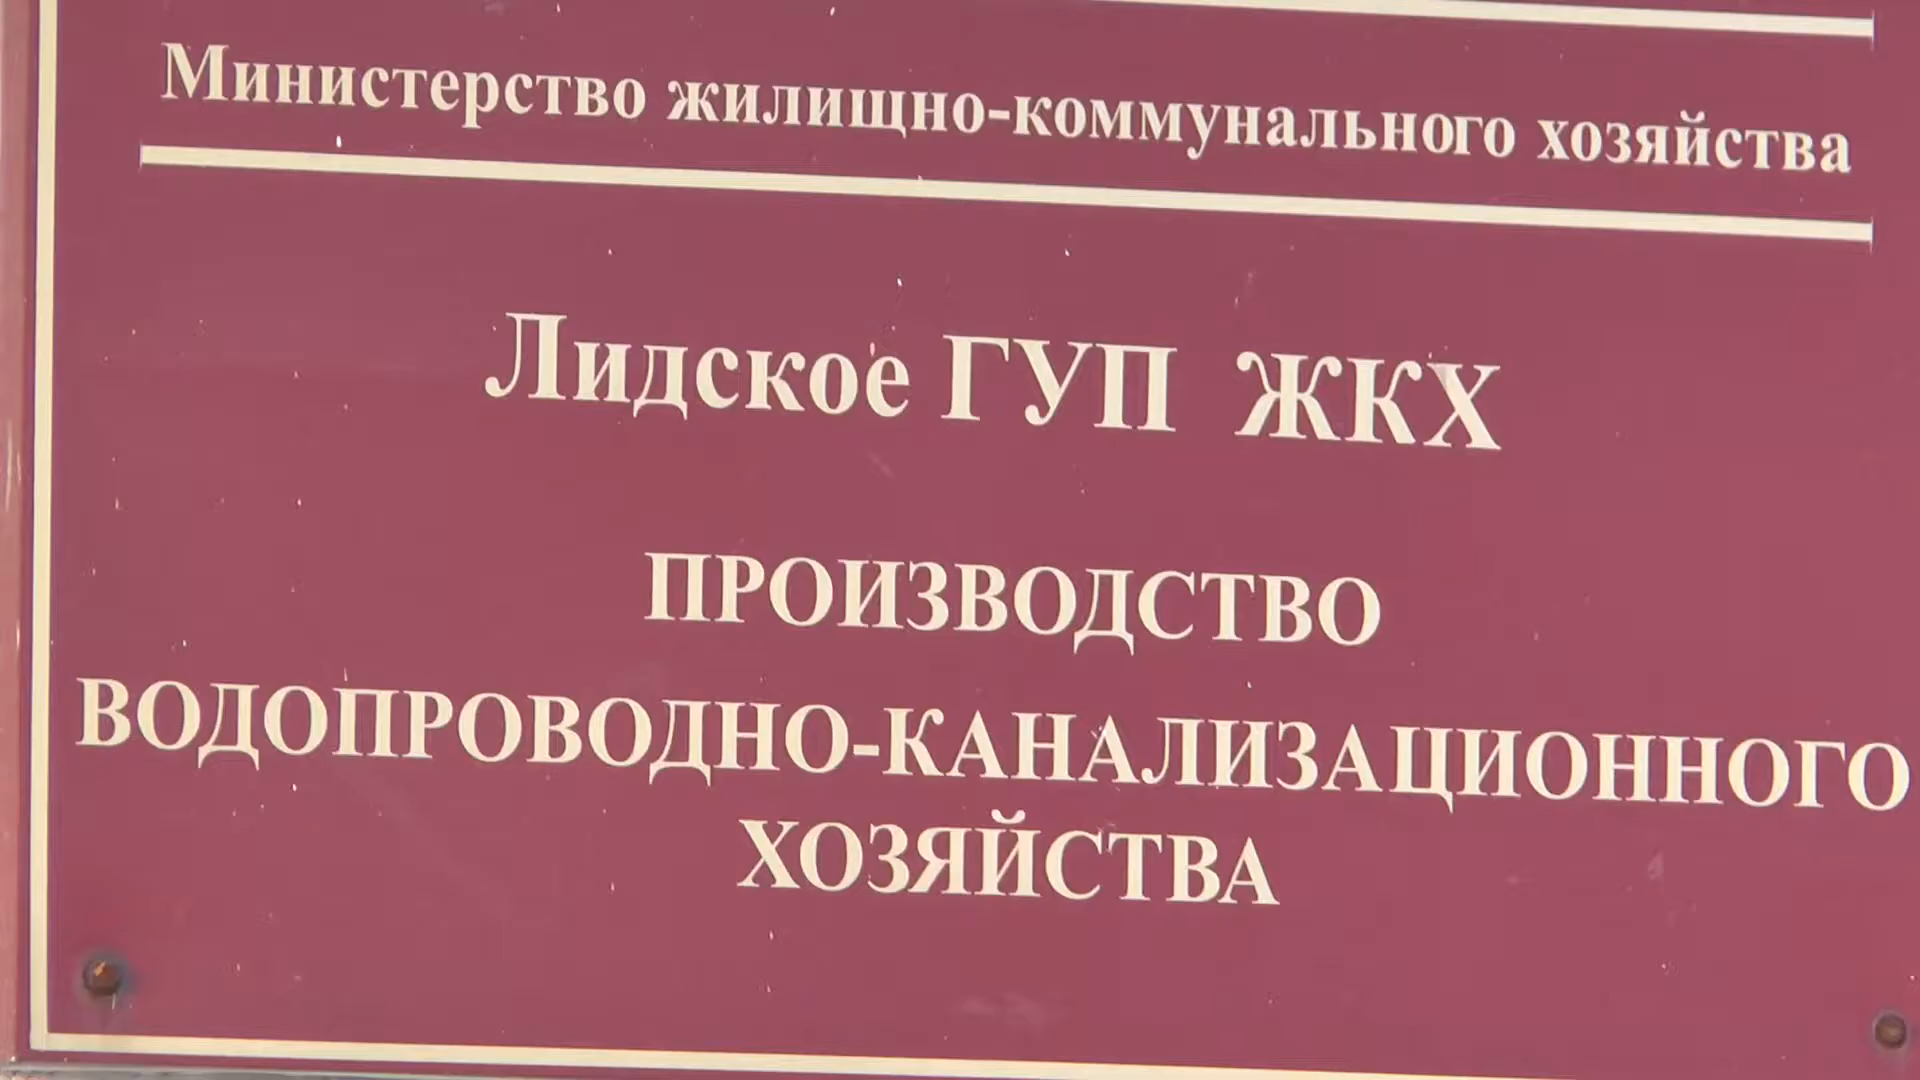 Министерство жилищно-коммунального хозяйства
Лидское ГУП ЖКХ
ПРОИЗВОДСТВО
ВОДОПРОВОДНО-КАНАЛИЗАЦИОННОГО
ХОЗЯЙСТВА